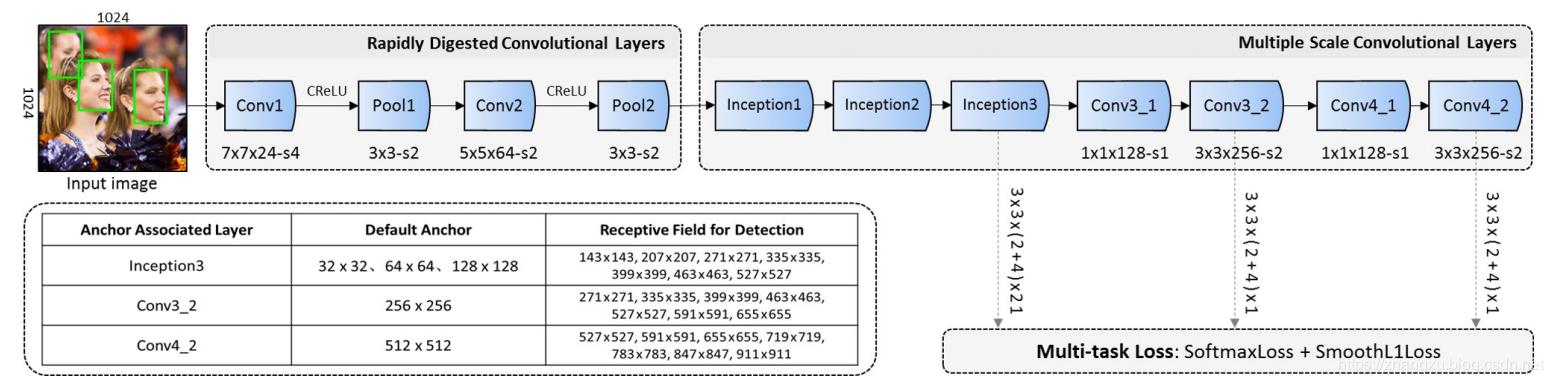 1024
1024
Input image
Rapidly Digested Convolutional Layers
Conv1
CReLU
Pool1
Conv2
CReLU
Pool2
7x7x24-s4
3x3-s2
5x5x64-s2
3x3-s2
Multiple Scale Convolutional Layers
Inception1
Inception2
Inception3
Conv3_1
Conv3_2
Conv4_1
Conv4_2
1x1x128-s1
3x3x256-s2
1x1x128-s1
3x3x256-s2
3x3x(2+4)x21
3x3x(2+4)x1
3x3x(2+4)x1
Anchor Associated Layer
Default Anchor
Receptive Field for Detection
Inception3
32 x 32、64 x 64、128 x 128
143x143, 207x207, 271x271, 335x335,
399x399, 463x463, 527x527
Conv3_2
256 x 256
271x271, 335x335, 399x399, 463x463,
527x527, 591x591, 655x655
Conv4_2
512 x 512
527x527, 591x591, 655x655, 719x719,
783x783, 847x847, 911x911
Multi-task Loss: SoftmaxLoss + SmoothL1Loss
https://zhangxu.blog.csdn.net